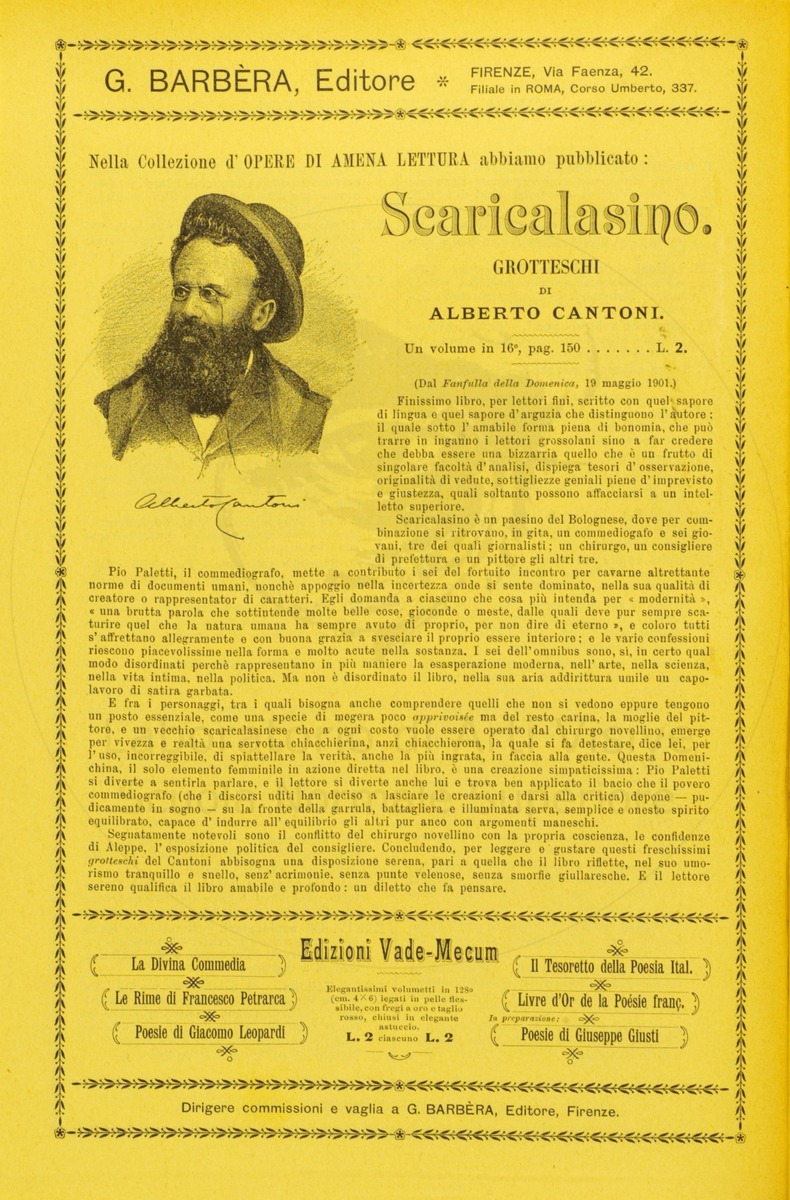 G. BARBÈRA, Editore * FIRENZE, Via Faenza, 42.
Filiale in ROMA, Corso Umberto, 337.
Nella Collezione d' OPERE DI AMENA LETTURA abbiamo pubblicato :
Scaricalasino.
GROTTESCHI
DI
ALBERTO CANTONI.
Un volume in 16º, pag. 150 . . . . . . . L. 2.
(Dal Fanfulla della Domenica, 19 maggio 1901.)
Finissimo libro, per lettori fini, scritto con quel sapore
di lingua e quel sapore d'arguzia che distinguono l'autore ;
il quale sotto l'amabile forma piena di bonomia, che può
trarre in inganno i lettori grossolani sino a far credere
che debba essere una bizzarria quello che è un frutto di
singolare facoltà d'analisi, dispiega tesori d'osservazione,
originalità di vedute, sottigliezze geniali piene d'imprevisto
e giustezza, quali soltanto possono affacciarsi a un intel-
letto superiore.
Scaricalasino è un paesino del Bolognese, dove per com-
binazione si ritrovano, in gita, un commediogafo e sei gio-
vani, tre dei quali giornalisti ; un chirurgo, un consigliere
di prefettura e un pittore gli altri tre.
Alberto Cantoni
Pio Paletti, il commediografo, mette a contributo i sei del fortuito incontro per cavarne altrettante
norme di documenti umani, nonchè appoggio nella incertezza onde si sente dominato, nella sua qualità di
creatore o rappresentator di caratteri. Egli domanda a ciascuno che cosa più intenda per « modernità »,
« una brutta parola che sottintende molte belle cose, gioconde o meste, dalle quali deve pur sempre sca-
turire quel che la natura umana ha sempre avuto di proprio, per non dire di eterno », e coloro tutti
s'affrettano allegramente e con buona grazia a svesciare il proprio essere interiore ; e le varie confessioni
riescono piacevolissime nella forma e molto acute nella sostanza. I sei dell'omnibus sono, sì, in certo qual
modo disordinati perchè rappresentano in più maniere la esasperazione moderna, nell'arte, nella scienza,
nella vita intima, nella politica. Ma non è disordinato il libro, nella sua aria addirittura umile un capo-
lavoro di satira garbata.
E fra i personaggi, tra i quali bisogna anche comprendere quelli che non si vedono eppure tengono
un posto essenziale, come una specie di megera poco apprivoisée ma del resto carina, la moglie del pit-
tore, e un vecchio scaricalasinese che a ogni costo vuole essere operato dal chirurgo novellino, emerge
per vivezza e realtà una servotta chiacchierina, anzi chiacchierona, la quale si fa detestare, dice lei, per
l'uso, incorreggibile, di spiattellare la verità, anche la più ingrata, in faccia alla gente. Questa Domeni-
china, il solo elemento femminile in azione diretta nel libro, è una creazione simpaticissima : Pio Paletti
si diverte a sentirla parlare, e il lettore si diverte anche lui e trova ben applicato il bacio che il povero
commediografo (che i discorsi uditi han deciso a lasciare le creazioni e darsi alla critica) depone — pu-
dicamente in sogno — su la fronte della garrula, battagliera e illuminata serva, semplice e onesto spirito
equilibrato, capace d'indurre all'equilibrio gli altri pur anco con argomenti maneschi.
Segnatamente notevoli sono il conflitto del chirurgo novellino con la propria coscienza, le confidenze
di Aleppe, l'esposizione politica del consigliere. Concludendo, per leggere e gustare questi freschissimi
grotteschi del Cantoni abbisogna una disposizione serena, pari a quella che il libro riflette, nel suo umo-
rismo tranquillo e snello, senz'acrimonie, senza punte velenose, senza smorfie giullaresche. E il lettore
sereno qualifica il libro amabile e profondo : un diletto che fa pensare.
Edizioni Vade-Mecum
La Divina Commedia
Le Rime di Francesco Petrarca
Poesie di Giacomo Leopardi
Elegantissimi volumetti in 128º
(cm. 4×6) legati in pelle fles-
sibile, con fregi a oro e taglio
rosso, chiusi in elegante
astuccio.
L. 2 ciascuno L. 2
Il Tesoretto della Poesia Ital.
Livre d'Or de la Poésie franç.
In preparazione :
Poesie di Giuseppe Giusti
Dirigere commissioni e vaglia a G. BARBÈRA, Editore, Firenze.